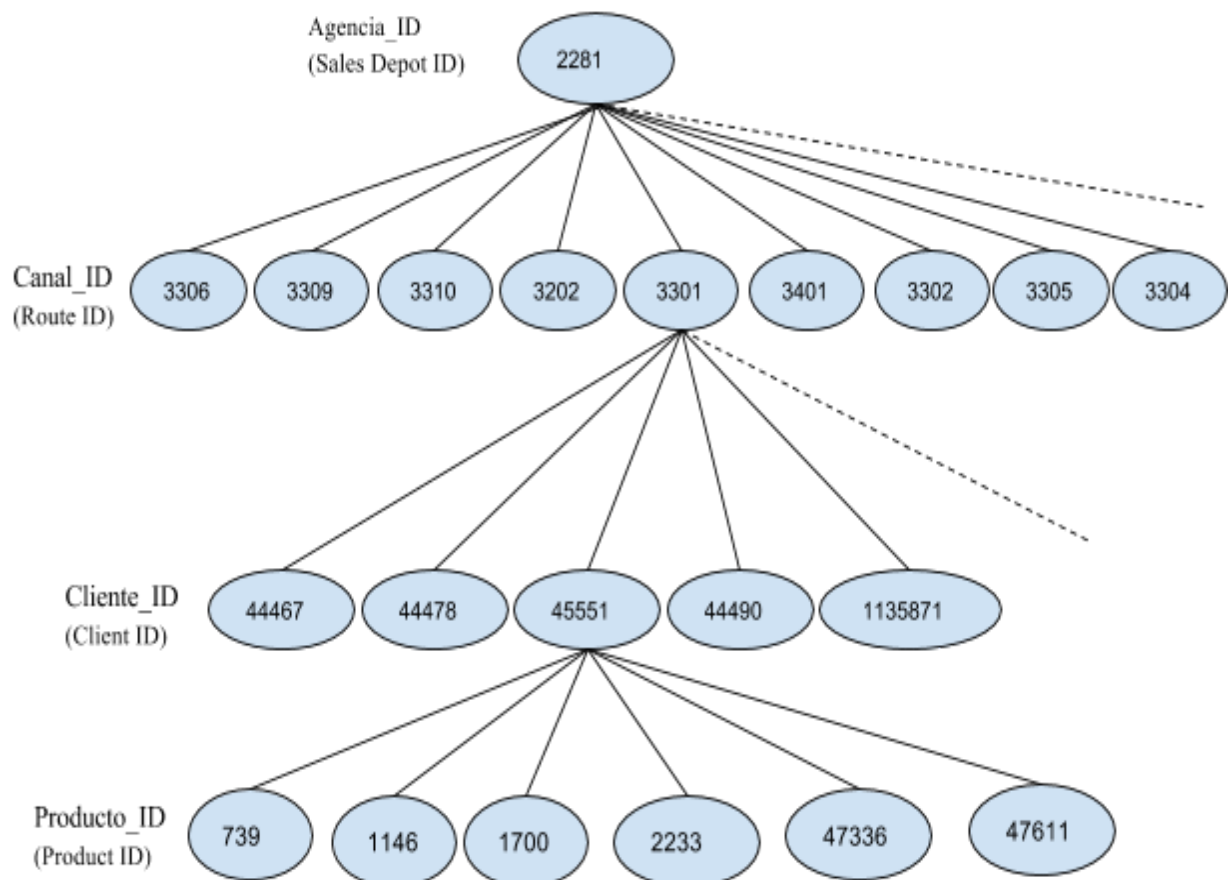 Agencia_ID
(Sales Depot ID)
2281
Canal_ID
(Route ID)
3306 3309 3310 3202 3301 3401 3302 3305 3304
Cliente_ID
(Client ID)
44467 44478 45551 44490 1135871
Producto_ID
(Product ID)
739 1146 1700 2233 47336 47611